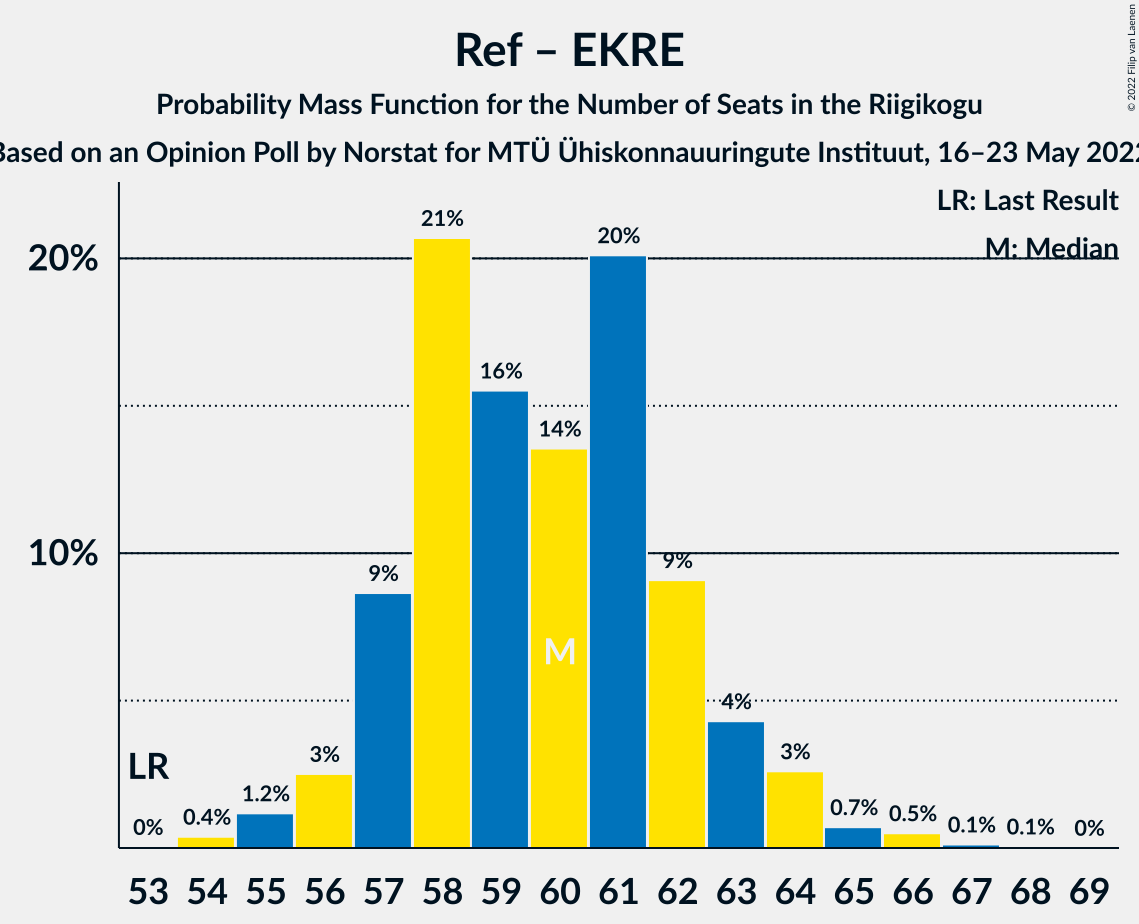 Ref – EKRE
Probability Mass Function for the Number of Seats in the Riigikogu
Based on an Opinion Poll by Norstat for MTÜ Ühiskonnauuringute Instituut, 16–23 May 2022
© 2022 Filip van Laenen
LR: Last Result
M: Median
20%
10%
0%
0.4%
1.2%
3%
9%
21%
16%
14%
20%
9%
4%
3%
0.7%
0.5%
0.1%
0.1%
0%
LR
M
53 54 55 56 57 58 59 60 61 62 63 64 65 66 67 68 69